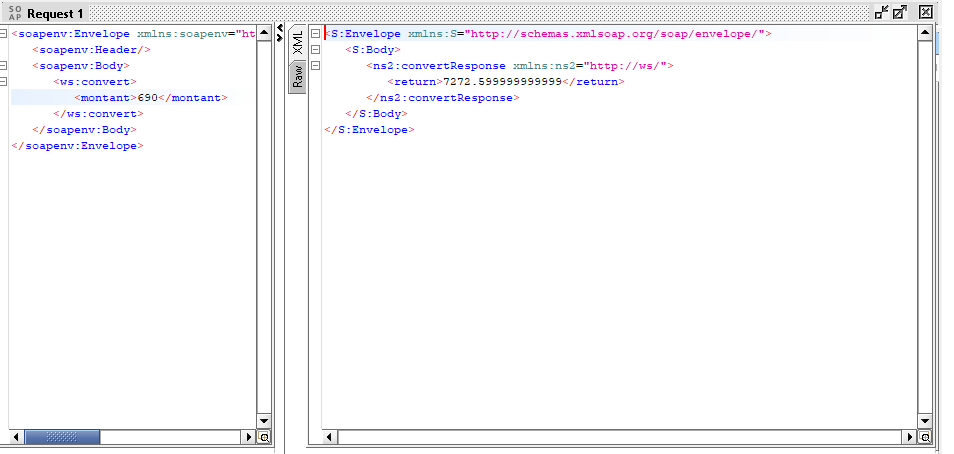 SO AP Request 1
<soapenv:Envelope xmlns:soapenv="ht
<soapenv:Header/>
<soapenv:Body>
<ws:convert>
<montant>690</montant>
</ws:convert>
</soapenv:Body>
</soapenv:Envelope>
XML
Raw
<S:Envelope xmlns:S="http://schemas.xmlsoap.org/soap/envelope/">
<S:Body>
<ns2:convertResponse xmlns:ns2="http://ws/">
<return>7272.599999999999</return>
</ns2:convertResponse>
</S:Body>
</S:Envelope>